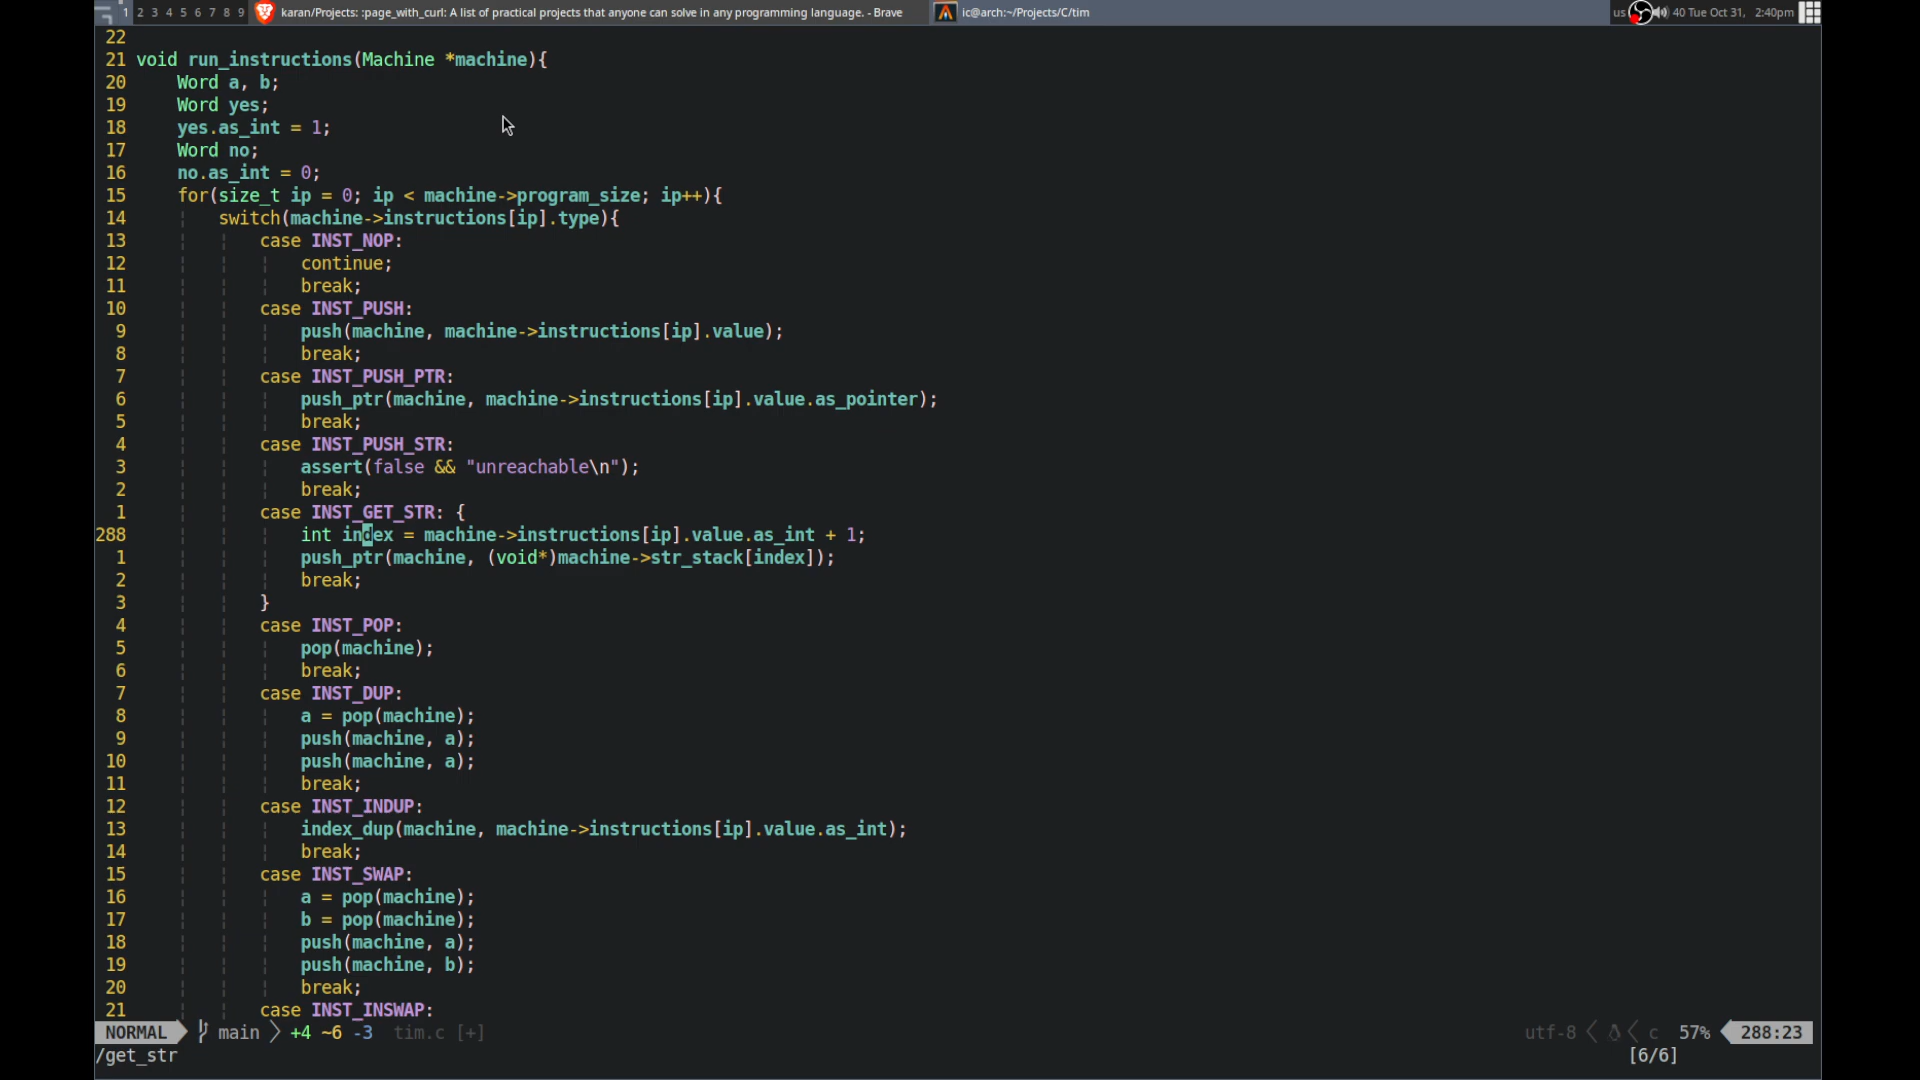 1 2 3 4 5 6 7 8 9 karan/Projects: :page_with_curl: A list of practical projects that anyone can solve in any programming language. - Brave ic@arch:~/Projects/C/tim us 40 Tue Oct 31, 2:40pm
22
21 void run_instructions(Machine *machine){
20 Word a, b;
19 Word yes;
18 yes.as_int = 1;
17 Word no;
16 no.as_int = 0;
15 for(size_t ip = 0; ip < machine->program_size; ip++){
14 switch(machine->instructions[ip].type){
13 case INST_NOP:
12 continue;
11 break;
10 case INST_PUSH:
9 push(machine, machine->instructions[ip].value);
8 break;
7 case INST_PUSH_PTR:
6 push_ptr(machine, machine->instructions[ip].value.as_pointer);
5 break;
4 case INST_PUSH_STR:
3 assert(false && "unreachable\n");
2 break;
1 case INST_GET_STR: {
288 int index = machine->instructions[ip].value.as_int + 1;
1 push_ptr(machine, (void*)machine->str_stack[index]);
2 break;
3 }
4 case INST_POP:
5 pop(machine);
6 break;
7 case INST_DUP:
8 a = pop(machine);
9 push(machine, a);
10 push(machine, a);
11 break;
12 case INST_INDUP:
13 index_dup(machine, machine->instructions[ip].value.as_int);
14 break;
15 case INST_SWAP:
16 a = pop(machine);
17 b = pop(machine);
18 push(machine, a);
19 push(machine, b);
20 break;
21 case INST_INSWAP:
NORMAL main +4 ~6 -3 tim.c [+] utf-8 c 57% 288:23
/get_str [6/6]